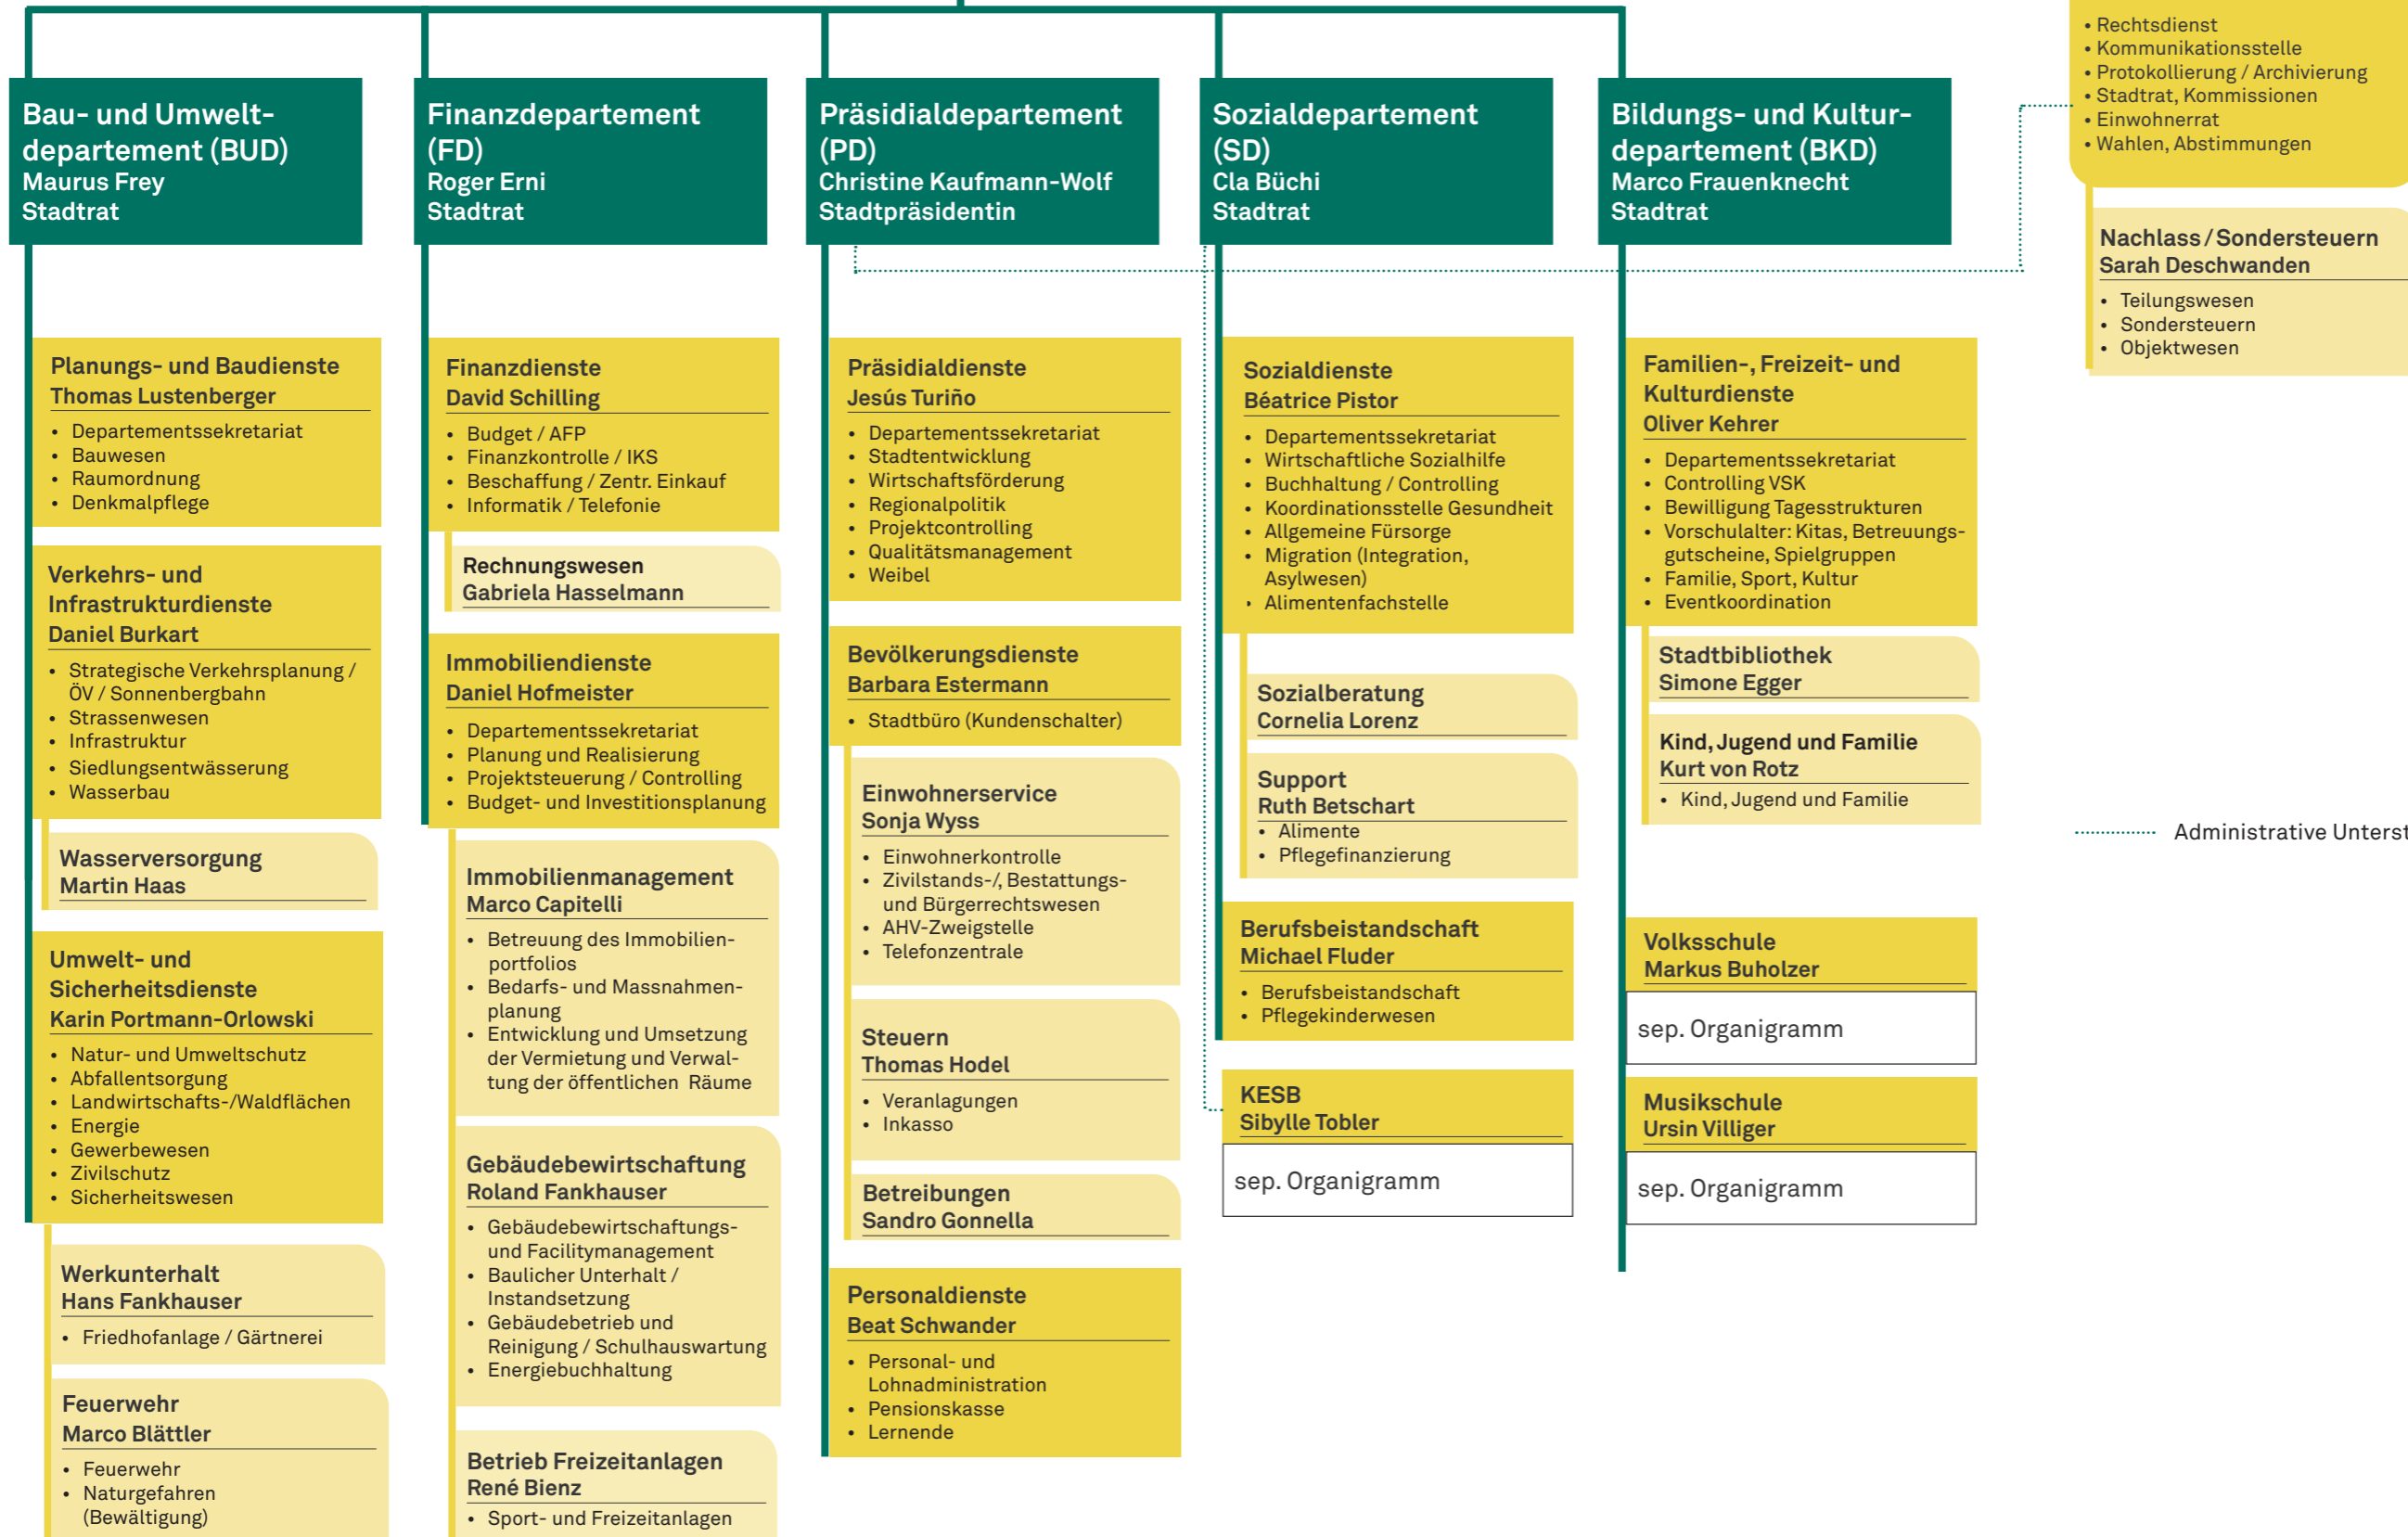 Bau- und Umwelt-
departement (BUD)
Maurus Frey
Stadtrat
Finanzdepartement
(FD)
Roger Erni
Stadtrat
Präsidialdepartement
(PD)
Christine Kaufmann-Wolf
Stadtpräsidentin
Sozialdepartement
(SD)
Cla Büchi
Stadtrat
Bildungs- und Kultur-
departement (BKD)
Marco Frauenknecht
Stadtrat
• Rechtsdienst
• Kommunikationsstelle
• Protokollierung / Archivierung
• Stadtrat, Kommissionen
• Einwohnerrat
• Wahlen, Abstimmungen
Nachlass / Sondersteuern
Sarah Deschwanden
• Teilungswesen
• Sondersteuern
• Objektwesen
Planungs- und Baudienste
Thomas Lustenberger
• Departementssekretariat
• Bauwesen
• Raumordnung
• Denkmalpflege
Verkehrs- und
Infrastrukturdienste
Daniel Burkart
• Strategische Verkehrsplanung /
ÖV / Sonnenbergbahn
• Strassenwesen
• Infrastruktur
• Siedlungsentwässerung
• Wasserbau
Wasserversorgung
Martin Haas
Umwelt- und
Sicherheitsdienste
Karin Portmann-Orlowski
• Natur- und Umweltschutz
• Abfallentsorgung
• Landwirtschafts-/Waldflächen
• Energie
• Gewerbewesen
• Zivilschutz
• Sicherheitswesen
Werkunterhalt
Hans Fankhauser
• Friedhofanlage / Gärtnerei
Feuerwehr
Marco Blättler
• Feuerwehr
• Naturgefahren
(Bewältigung)
Finanzdienste
David Schilling
• Budget / AFP
• Finanzkontrolle / IKS
• Beschaffung / Zentr. Einkauf
• Informatik / Telefonie
Rechnungswesen
Gabriela Hasselmann
Immobiliendienste
Daniel Hofmeister
• Departementssekretariat
• Planung und Realisierung
• Projektsteuerung / Controlling
• Budget- und Investitionsplanung
Immobilienmanagement
Marco Capitelli
• Betreuung des Immobilien-
portfolios
• Bedarfs- und Massnahmen-
planung
• Entwicklung und Umsetzung
der Vermietung und Verwal-
tung der öffentlichen Räume
Gebäudebewirtschaftung
Roland Fankhauser
• Gebäudebewirtschaftungs-
und Facilitymanagement
• Baulicher Unterhalt /
Instandsetzung
• Gebäudebetrieb und
Reinigung / Schulhauswartung
• Energiebuchhaltung
Betrieb Freizeitanlagen
René Bienz
• Sport- und Freizeitanlagen
Präsidialdienste
Jesús Turiño
• Departementssekretariat
• Stadtentwicklung
• Wirtschaftsförderung
• Regionalpolitik
• Projektcontrolling
• Qualitätsmanagement
• Weibel
Bevölkerungsdienste
Barbara Estermann
• Stadtbüro (Kundenschalter)
Einwohnerservice
Sonja Wyss
• Einwohnerkontrolle
• Zivilstands-/, Bestattungs-
und Bürgerrechtswesen
• AHV-Zweigstelle
• Telefonzentrale
Steuern
Thomas Hodel
• Veranlagungen
• Inkasso
Betreibungen
Sandro Gonnella
Personaldienste
Beat Schwander
• Personal- und
Lohnadministration
• Pensionskasse
• Lernende
Sozialdienste
Béatrice Pistor
• Departementssekretariat
• Wirtschaftliche Sozialhilfe
• Buchhaltung / Controlling
• Koordinationsstelle Gesundheit
• Allgemeine Fürsorge
• Migration (Integration,
Asylwesen)
• Alimentenfachstelle
Sozialberatung
Cornelia Lorenz
Support
Ruth Betschart
• Alimente
• Pflegefinanzierung
Berufsbeistandschaft
Michael Fluder
• Berufsbeistandschaft
• Pflegekinderwesen
KESB
Sibylle Tobler
sep. Organigramm
Familien-, Freizeit- und
Kulturdienste
Oliver Kehrer
• Departementssekretariat
• Controlling VSK
• Bewilligung Tagesstrukturen
• Vorschulalter: Kitas, Betreuungs-
gutscheine, Spielgruppen
• Familie, Sport, Kultur
• Eventkoordination
Stadtbibliothek
Simone Egger
Kind, Jugend und Familie
Kurt von Rotz
• Kind, Jugend und Familie
Volksschule
Markus Buholzer
sep. Organigramm
Musikschule
Ursin Villiger
sep. Organigramm
Administrative Unterst